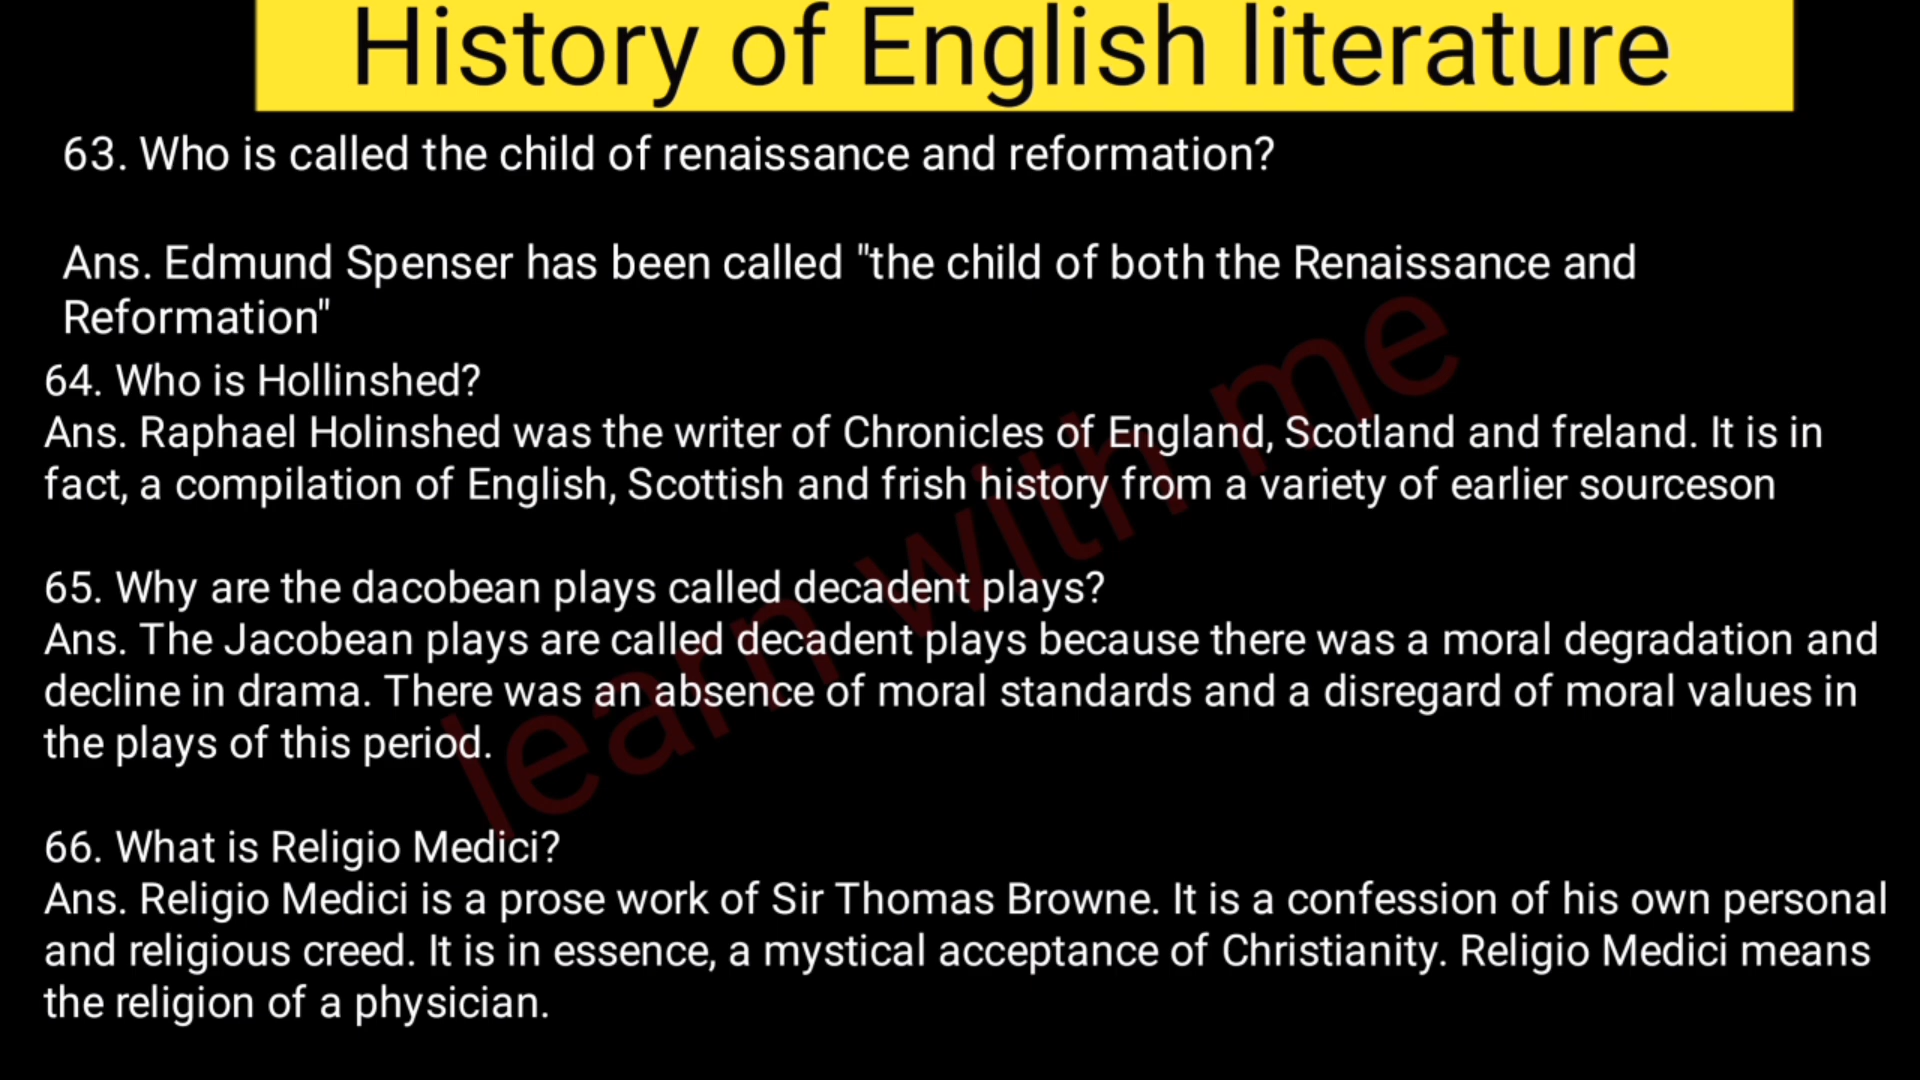 History of English literature
63. Who is called the child of renaissance and reformation?
Ans. Edmund Spenser has been called "the child of both the Renaissance and
Reformation"
64. Who is Hollinshed?
Ans. Raphael Holinshed was the writer of Chronicles of England, Scotland and freland. It is in
fact, a compilation of English, Scottish and frish history from a variety of earlier sourceson
65. Why are the dacobean plays called decadent plays?
Ans. The Jacobean plays are called decadent plays because there was a moral degradation and
decline in drama. There was an absence of moral standards and a disregard of moral values in
the plays of this period.
66. What is Religio Medici?
Ans. Religio Medici is a prose work of Sir Thomas Browne. It is a confession of his own personal
and religious creed. It is in essence, a mystical acceptance of Christianity. Religio Medici means
the religion of a physician.
learn with me